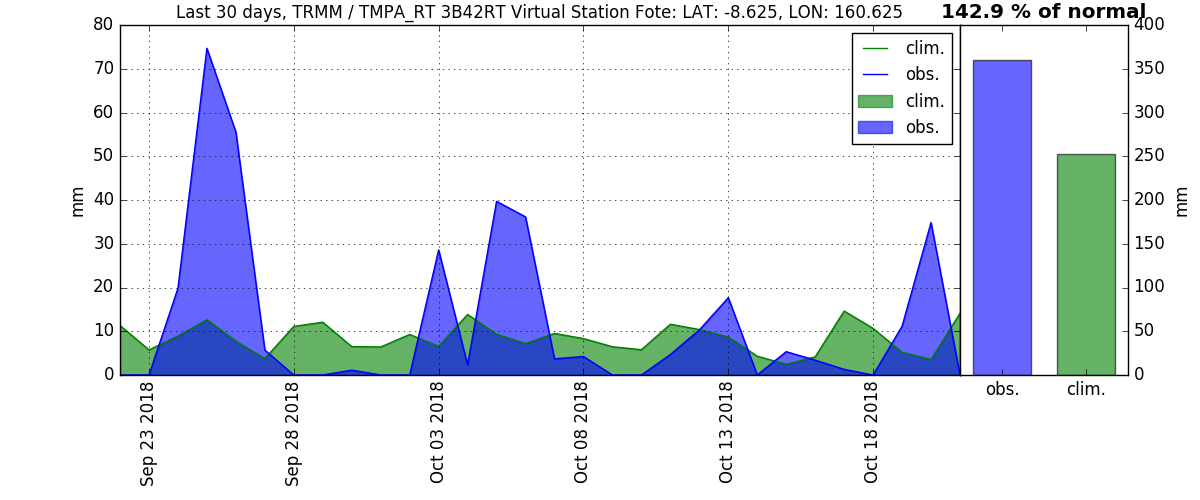 Last 30 days, TRMM / TMPA_RT 3B42RT Virtual Station Fote: LAT: -8.625, LON: 160.625
142.9 % of normal
clim.
obs.
clim.
obs.
80
70
60
50
40
30
20
10
0
mm
Sep 23 2018
Sep 28 2018
Oct 03 2018
Oct 08 2018
Oct 13 2018
Oct 18 2018
400
350
300
250
200
150
100
50
0
mm
obs.
clim.